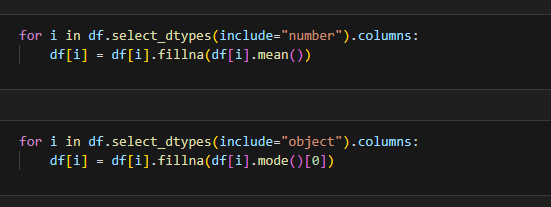 for i in df.select_dtypes(include="number").columns:
    df[i] = df[i].fillna(df[i].mean())
for i in df.select_dtypes(include="object").columns:
    df[i] = df[i].fillna(df[i].mode()[0])